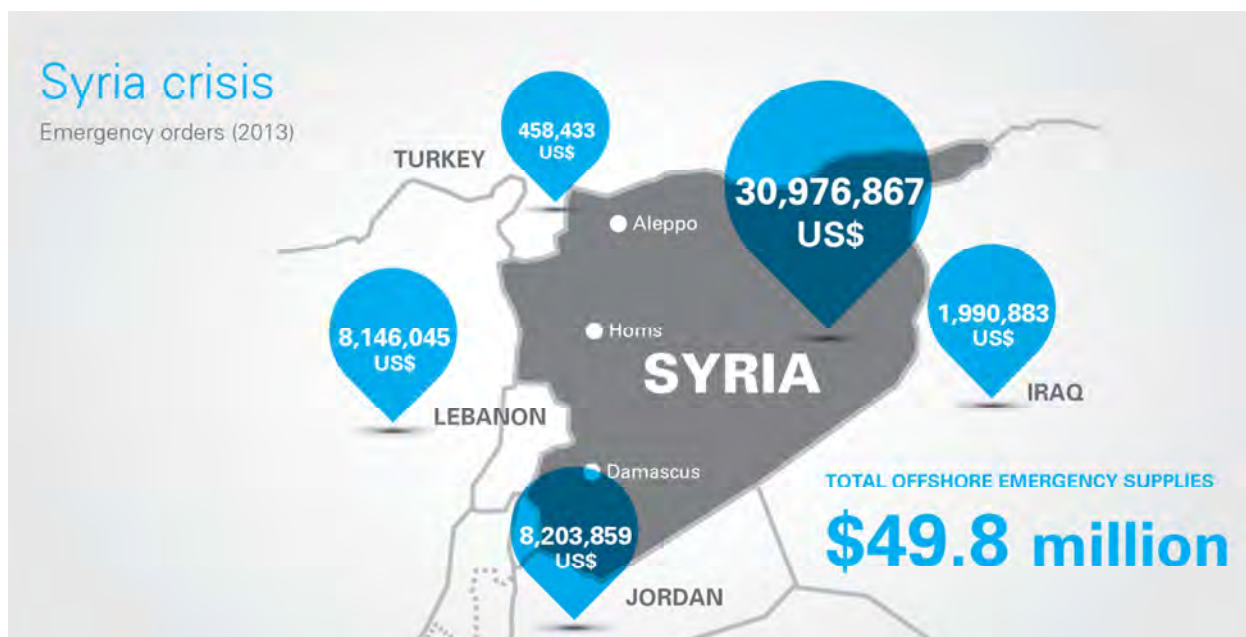 Syria crisis
Emergency orders (2013)
458,433
US$
TURKEY
30,976,867
US$
Aleppo
8,146,045
US$
Homs
1,990,883
US$
SYRIA
IRAQ
LEBANON
Damascus
TOTAL OFFSHORE EMERGENCY SUPPLIES
$49.8 million
8,203,859
US$
JORDAN